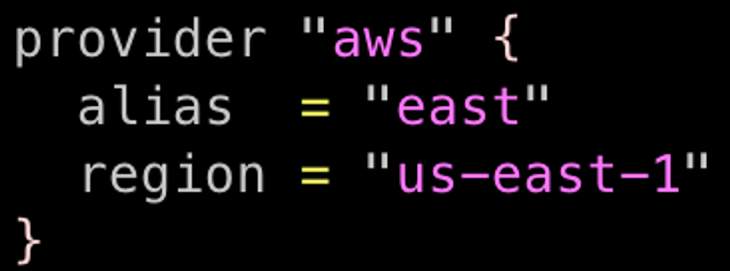 provider "aws" {
  alias  = "east"
  region = "us-east-1"
}